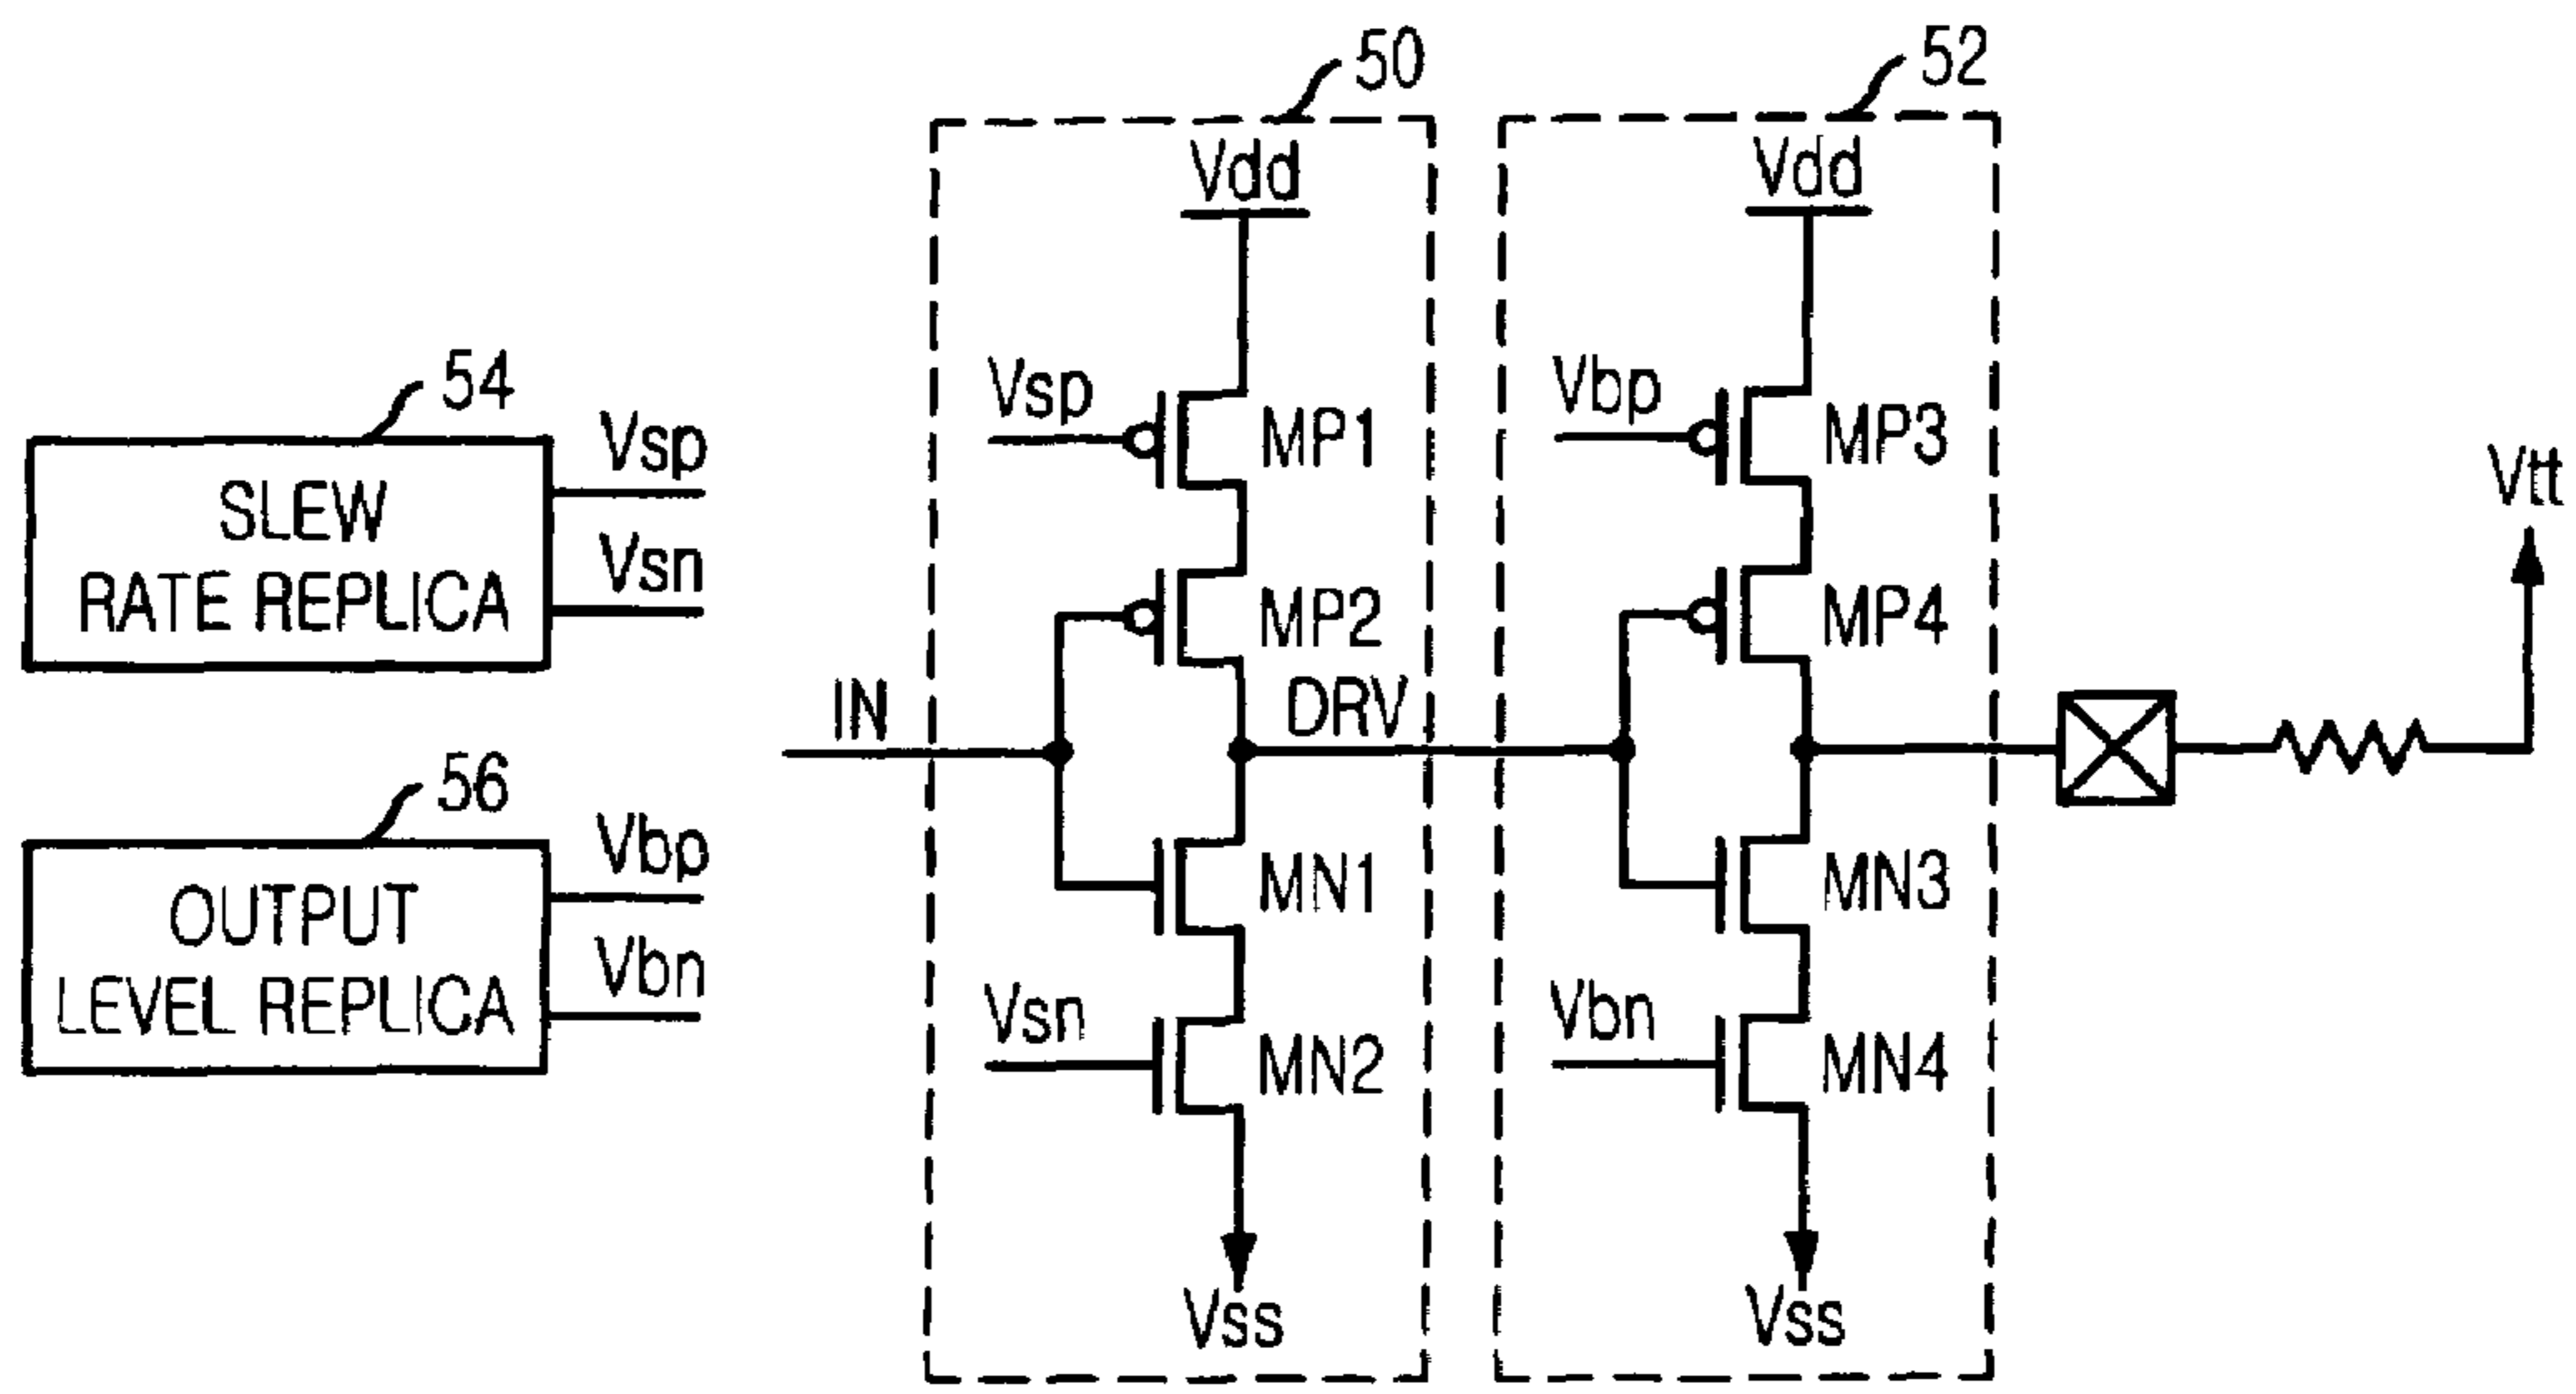 50
52
Vdd
Vdd
54
Vsp
Vsn
SLEW
RATE REPLICA
Vsp
MP1
Vbp
MP3
Vtt
MP2
MP4
IN
DRV
56
Vbp
Vbn
OUTPUT
LEVEL REPLICA
MN1
MN3
Vsn
MN2
Vbn
MN4
Vss
Vss